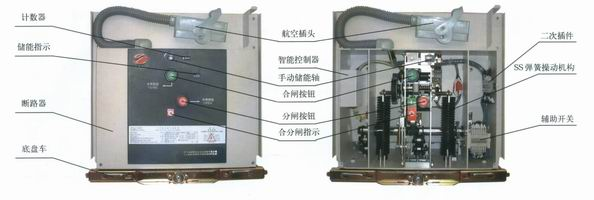 计数器
储能指示
断路器
底盘车
航空插头
智能控制器
手动储能轴
合闸按钮
分闸按钮
合分闸指示
二次插件
SS弹簧操动机构
辅助开关